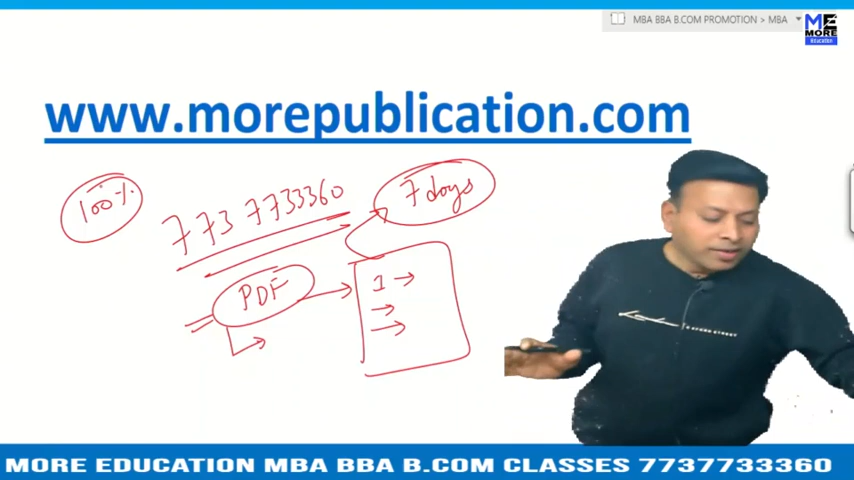 MBA BBA B.COM PROMOTION > MBA
ME
MORE
Education
www.morepublication.com
100%
773 7733360
7 days
PDF
1 →
MORE EDUCATION MBA BBA B.COM CLASSES 7737733360